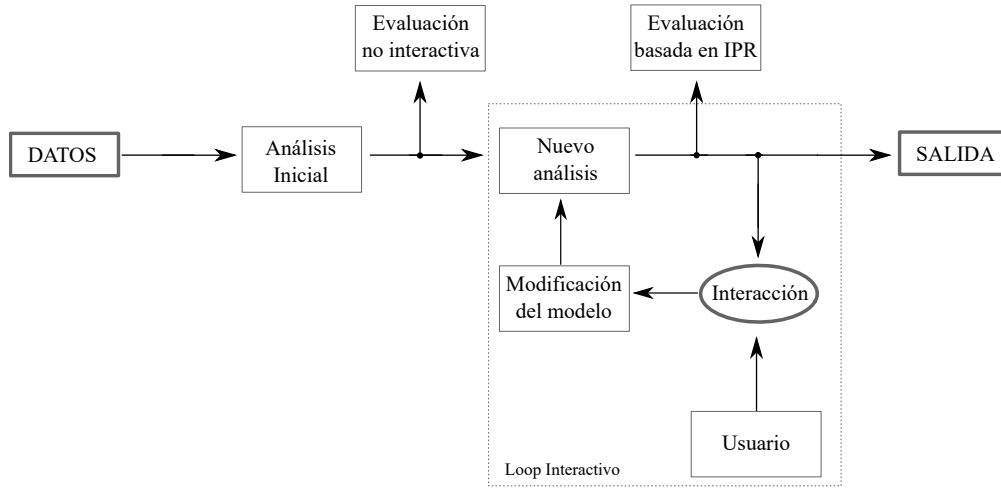 Evaluación
no interactiva
Evaluación
basada en IPR
DATOS
Análisis
Inicial
Nuevo
análisis
SALIDA
Modificación
del modelo
Interacción
Usuario
Loop Interactivo